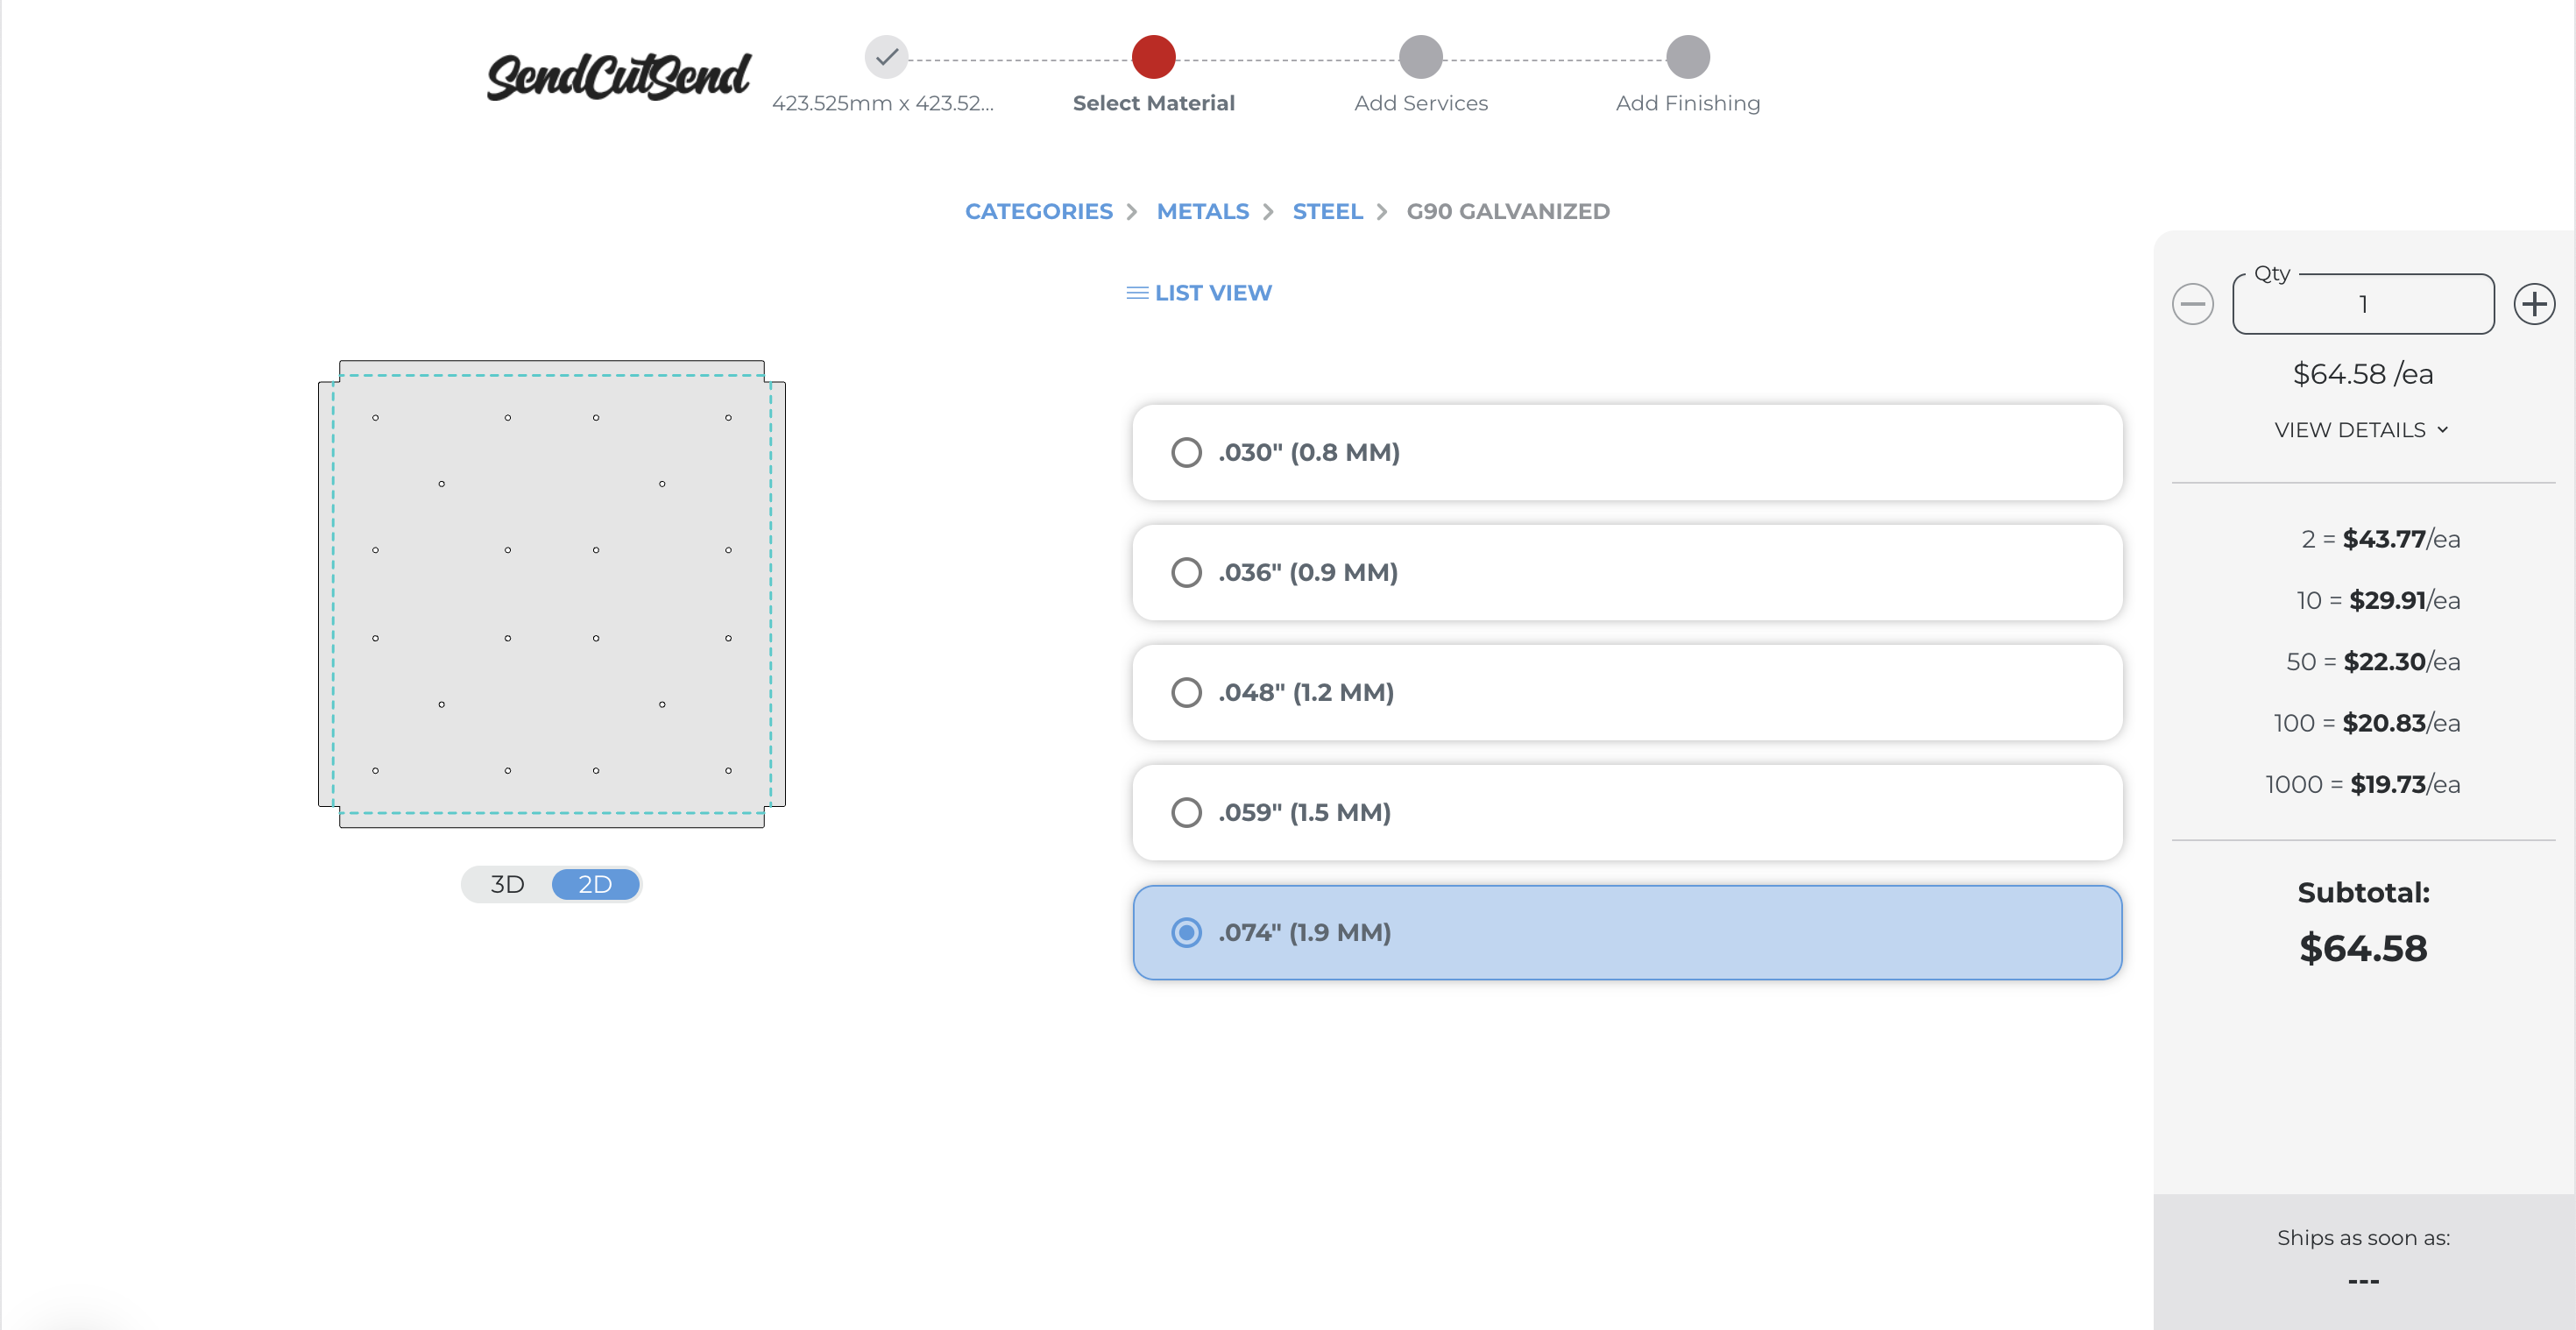 SendCutSend
423.525mm x 423.52...
Select Material
Add Services
Add Finishing
CATEGORIES
METALS
STEEL
G90 GALVANIZED
LIST VIEW
3D
2D
.030" (0.8 MM)
.036" (0.9 MM)
.048" (1.2 MM)
.059" (1.5 MM)
.074" (1.9 MM)
Qty
1
$64.58 /ea
VIEW DETAILS
2 = $43.77/ea
10 = $29.91/ea
50 = $22.30/ea
100 = $20.83/ea
1000 = $19.73/ea
Subtotal:
$64.58
Ships as soon as:
---